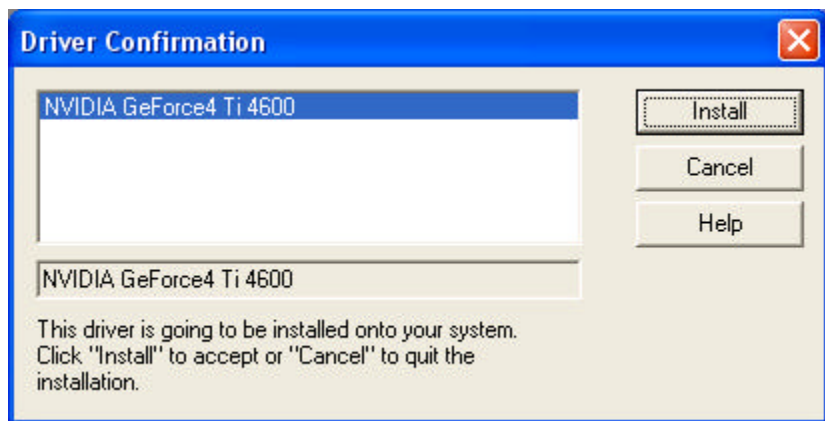 Driver Confirmation
NVIDIA GeForce4 Ti 4600
Install
Cancel
Help
NVIDIA GeForce4 Ti 4600
This driver is going to be installed onto your system.
Click "Install" to accept or "Cancel" to quit the
installation.